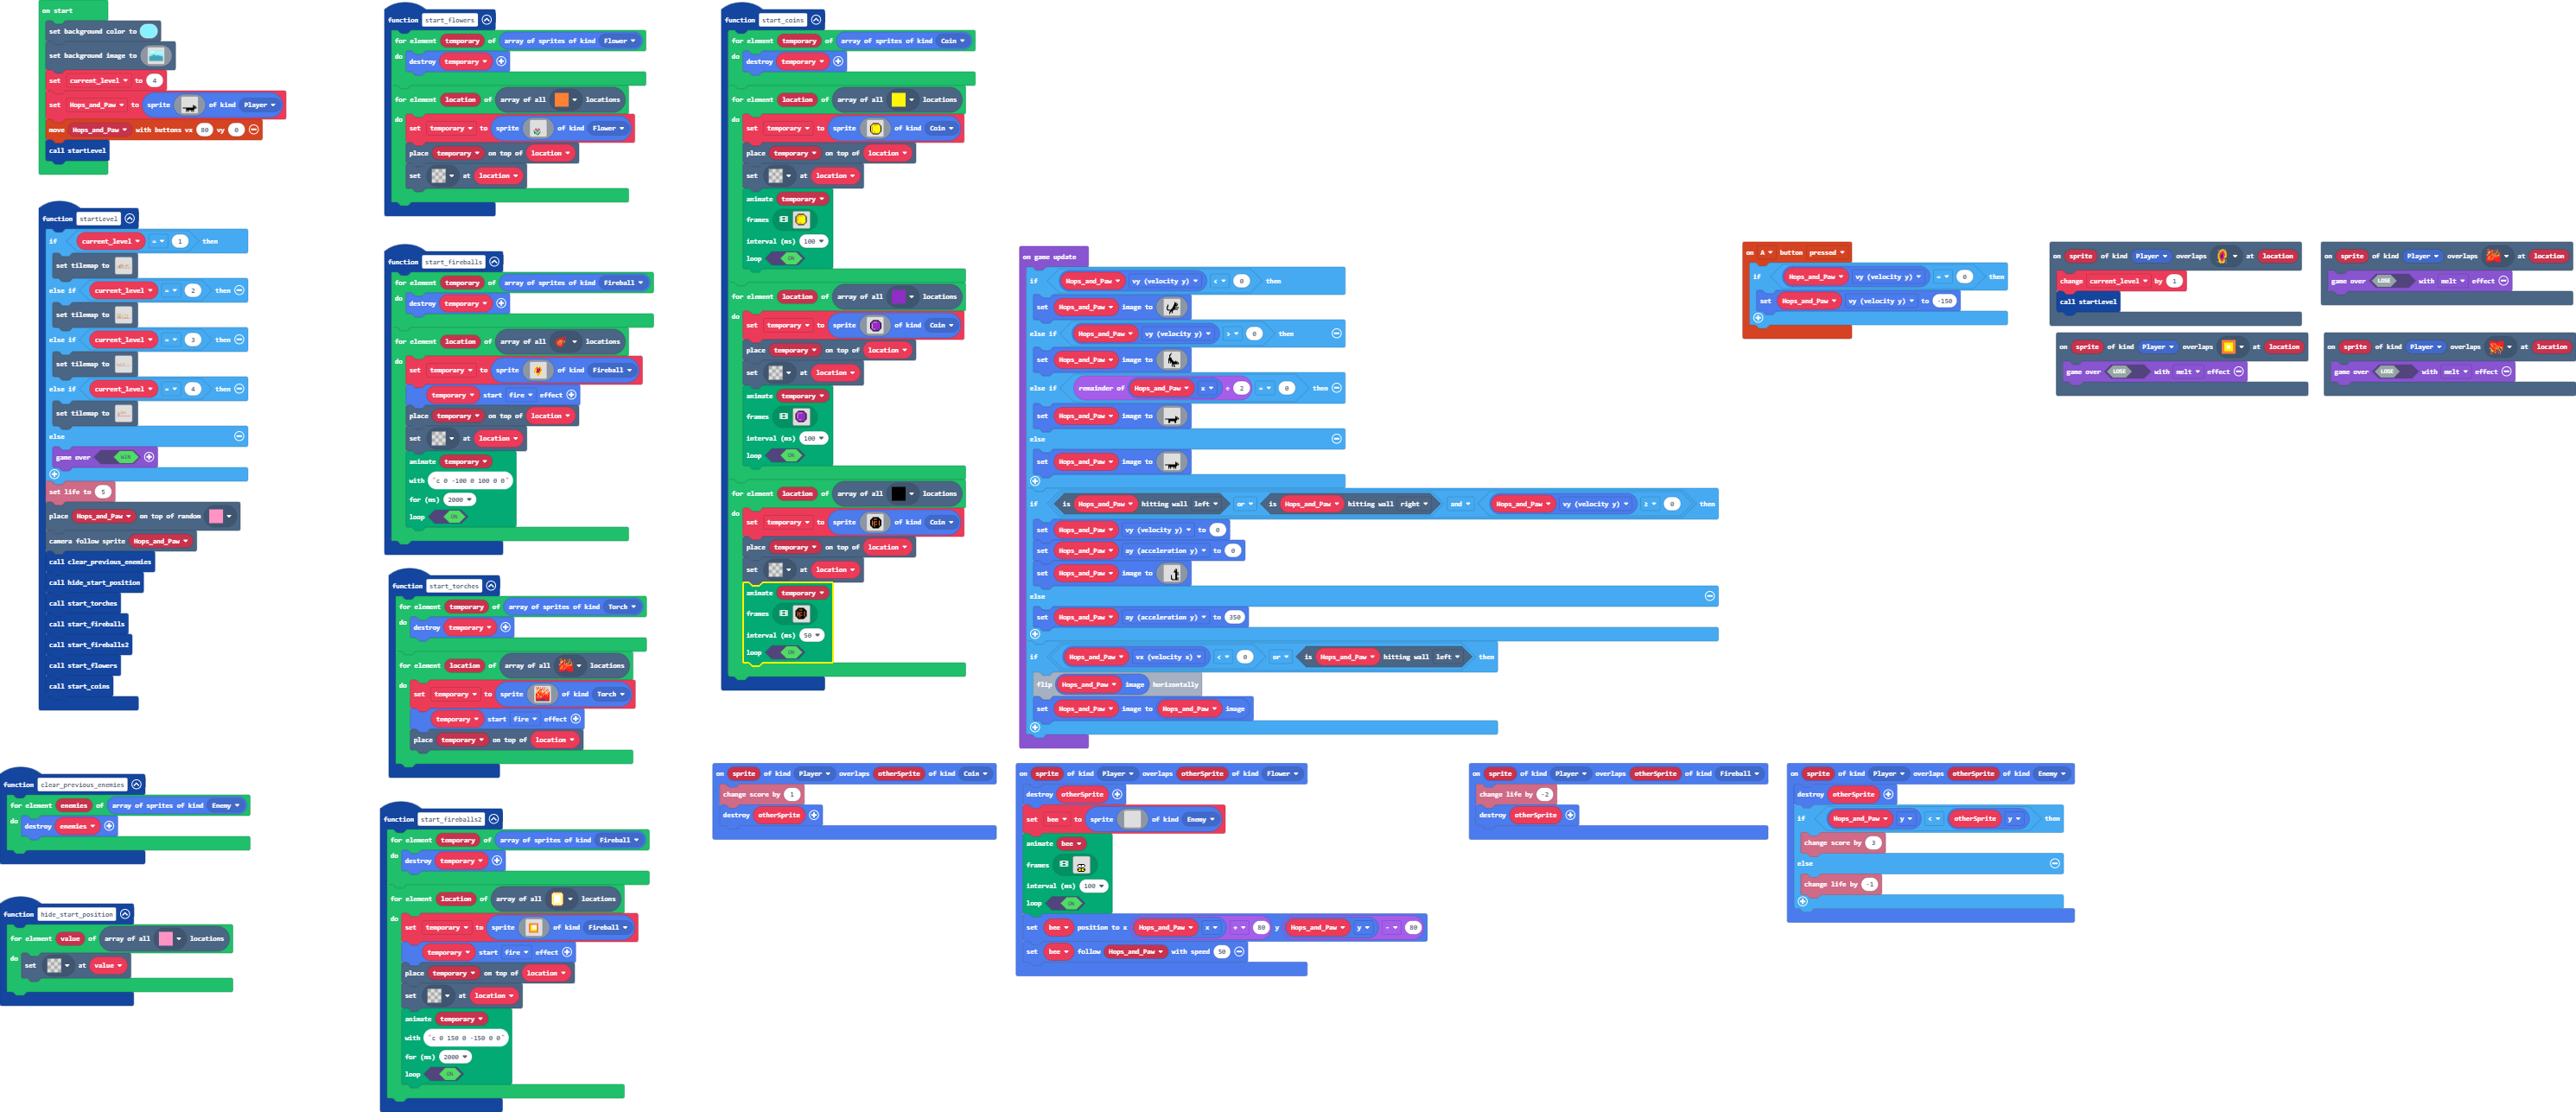 on start
set background color to
set background image to
set current_level to 4
set Hops_and_Paw to sprite of kind Player
move Hops_and_Paw with buttons vx 80 vy 0
call startLevel
function startLevel
if current_level = 1 then
set tilemap to
else if current_level = 2 then
set tilemap to
else if current_level = 3 then
set tilemap to
else if current_level = 4 then
set tilemap to
else
game over WIN
set life to 5
place Hops_and_Paw on top of random
camera follow sprite Hops_and_Paw
call clear_previous_enemies
call hide_start_position
call start_torches
call start_fireballs
call start_fireballs2
call start_flowers
call start_coins
function clear_previous_enemies
for element enemies of array of sprites of kind Enemy
do
destroy enemies
function hide_start_position
for element value of array of all locations
do
set at value
function start_flowers
for element temporary of array of sprites of kind Flower
do
destroy temporary
for element location of array of all locations
do
set temporary to sprite of kind Flower
place temporary on top of location
set at location
function start_fireballs
for element temporary of array of sprites of kind Fireball
do
destroy temporary
for element location of array of all locations
do
set temporary to sprite of kind Fireball
temporary start fire effect
place temporary on top of location
set at location
animate temporary
with "c 0 -100 0 100 0 0"
for (ms) 2000
loop ON
function start_torches
for element temporary of array of sprites of kind Torch
do
destroy temporary
for element location of array of all locations
do
set temporary to sprite of kind Torch
temporary start fire effect
place temporary on top of location
function start_fireballs2
for element temporary of array of sprites of kind Fireball
do
destroy temporary
for element location of array of all locations
do
set temporary to sprite of kind Fireball
temporary start fire effect
place temporary on top of location
set at location
animate temporary
with "c 0 150 0 -150 0 0"
for (ms) 2000
loop ON
function start_coins
for element temporary of array of sprites of kind Coin
do
destroy temporary
for element location of array of all locations
do
set temporary to sprite of kind Coin
place temporary on top of location
set at location
animate temporary
frames
interval (ms) 100
loop ON
for element location of array of all locations
do
set temporary to sprite of kind Coin
place temporary on top of location
set at location
animate temporary
frames
interval (ms) 100
loop ON
for element location of array of all locations
do
set temporary to sprite of kind Coin
place temporary on top of location
set at location
animate temporary
frames
interval (ms) 50
loop ON
on sprite of kind Player overlaps otherSprite of kind Coin
change score by 1
destroy otherSprite
on game update
if Hops_and_Paw vy (velocity y) < 0 then
set Hops_and_Paw image to
else if Hops_and_Paw vy (velocity y) > 0 then
set Hops_and_Paw image to
else if remainder of Hops_and_Paw x ÷ 2 = 0 then
set Hops_and_Paw image to
else
set Hops_and_Paw image to
if is Hops_and_Paw hitting wall left or is Hops_and_Paw hitting wall right and Hops_and_Paw vy (velocity y) ≥ 0 then
set Hops_and_Paw vy (velocity y) to 0
set Hops_and_Paw ay (acceleration y) to 0
set Hops_and_Paw image to
else
set Hops_and_Paw ay (acceleration y) to 350
if Hops_and_Paw vx (velocity x) < 0 or is Hops_and_Paw hitting wall left then
flip Hops_and_Paw image horizontally
set Hops_and_Paw image to Hops_and_Paw image
on sprite of kind Player overlaps otherSprite of kind Flower
destroy otherSprite
set bee to sprite of kind Enemy
animate bee
frames
interval (ms) 100
loop ON
set bee position to x Hops_and_Paw x + 80 y Hops_and_Paw y - 80
set bee follow Hops_and_Paw with speed 50
on sprite of kind Player overlaps otherSprite of kind Fireball
change life by -2
destroy otherSprite
on sprite of kind Player overlaps otherSprite of kind Enemy
destroy otherSprite
if Hops_and_Paw y < otherSprite y then
change score by 3
else
change life by -1
on A button pressed
if Hops_and_Paw vy (velocity y) = 0 then
set Hops_and_Paw vy (velocity y) to -150
on sprite of kind Player overlaps at location
change current_level by 1
call startLevel
on sprite of kind Player overlaps at location
game over LOSE with melt effect
on sprite of kind Player overlaps at location
game over LOSE with melt effect
on sprite of kind Player overlaps at location
game over LOSE with melt effect